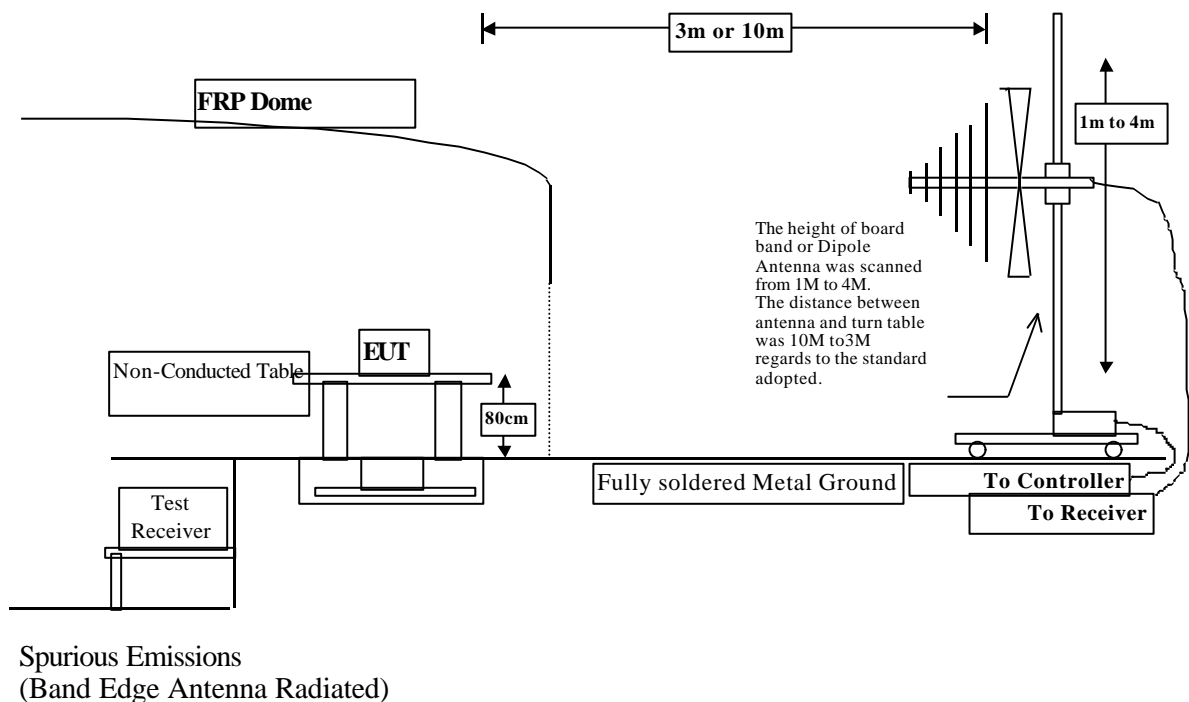 3m or 10m
FRP Dome
1m to 4m
The height of board
band or Dipole
Antenna was scanned
from 1M to 4M.
The distance between
antenna and turn table
was 10M to3M
regards to the standard
adopted.
EUT
Non-Conducted Table
80cm
Fully soldered Metal Ground
To Controller
To Receiver
Test
Receiver
Spurious Emissions
(Band Edge Antenna Radiated)